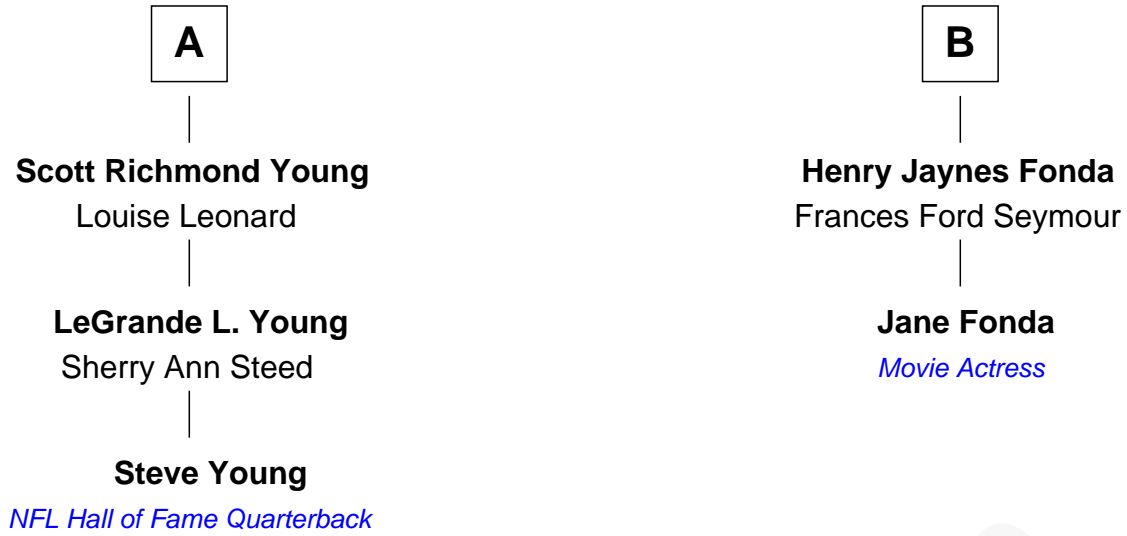 A
Scott Richmond Young
Louise Leonard
LeGrande L. Young
Sherry Ann Steed
Steve Young
NFL Hall of Fame Quarterback
B
Henry Jaynes Fonda
Frances Ford Seymour
Jane Fonda
Movie Actress